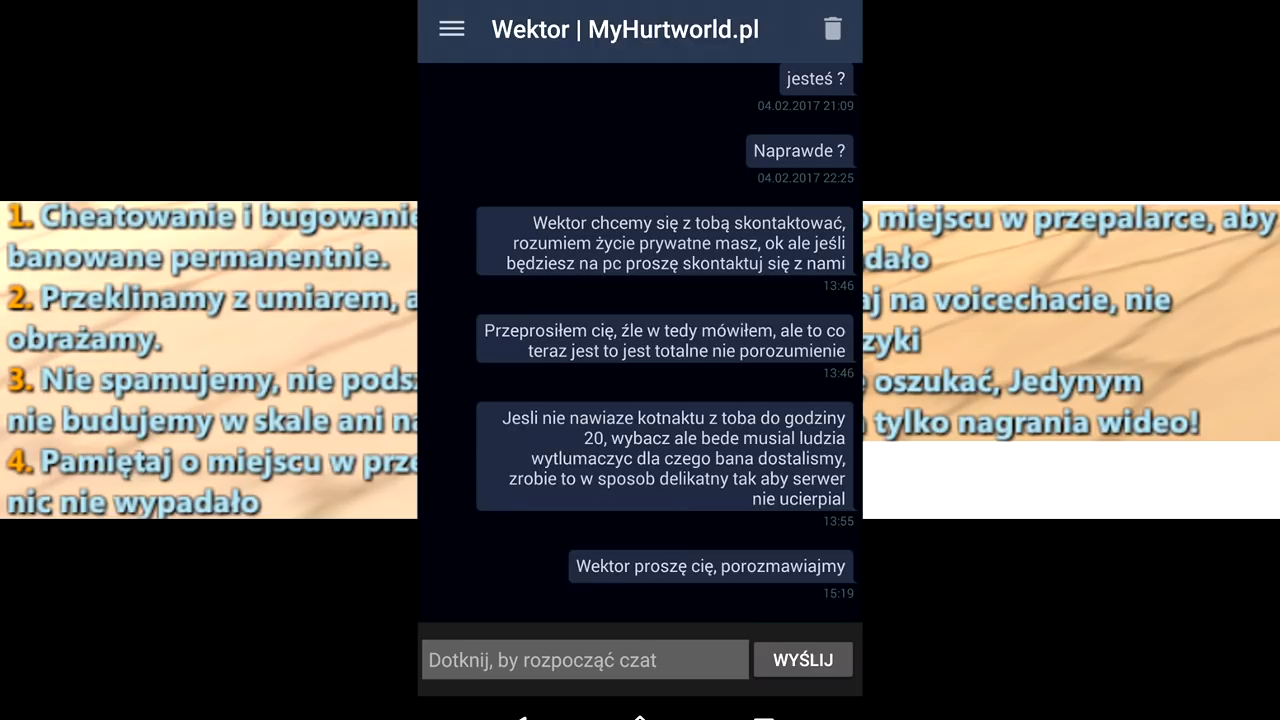 Wektor | MyHurtworld.pl
jesteś ?
04.02.2017 21:09
Naprawde ?
04.02.2017 22:25
Wektor chcemy się z tobą skontaktować,
rozumiem życie prywatne masz, ok ale jeśli
będziesz na pc proszę skontaktuj się z nami
13:46
Przeprosiłem cię, źle w tedy mówiłem, ale to co
teraz jest to jest totalne nie porozumienie
13:46
Jesli nie nawiaze kotnaktu z toba do godziny
20, wybacz ale bede musial ludzia
wytlumaczyc dla czego bana dostalismy,
zrobie to w sposob delikatny tak aby serwer
nie ucierpial
13:55
Wektor proszę cię, porozmawiajmy
15:19
Dotknij, by rozpocząć czat
WYŚLIJ
1. Cheatowanie i bugowanie
banowane permanentnie.
2. Przeklinamy z umiarem, a
obrażamy.
3. Nie spamujemy, nie pods
nie budujemy w skale ani na
4. Pamiętaj o miejscu w prze
nic nie wypadało
o miejscu w przepalarce, aby
dało
aj na voicechacie, nie
zyki
oszukać, Jedynym
tylko nagrania wideo!